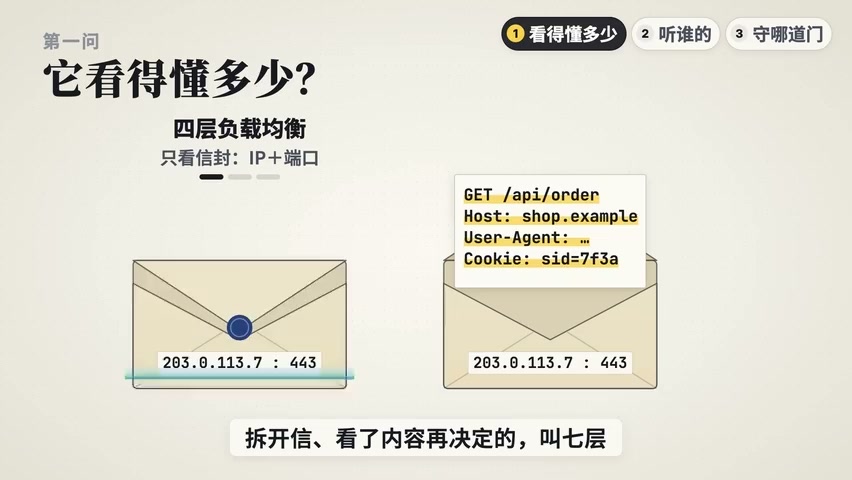 第一问
它看得懂多少?
1 看得懂多少
2 听谁的
3 守哪道门
四层负载均衡
只看信封：IP＋端口
GET /api/order
Host: shop.example
User-Agent: …
Cookie: sid=7f3a
203.0.113.7 : 443
203.0.113.7 : 443
拆开信、看了内容再决定的，叫七层